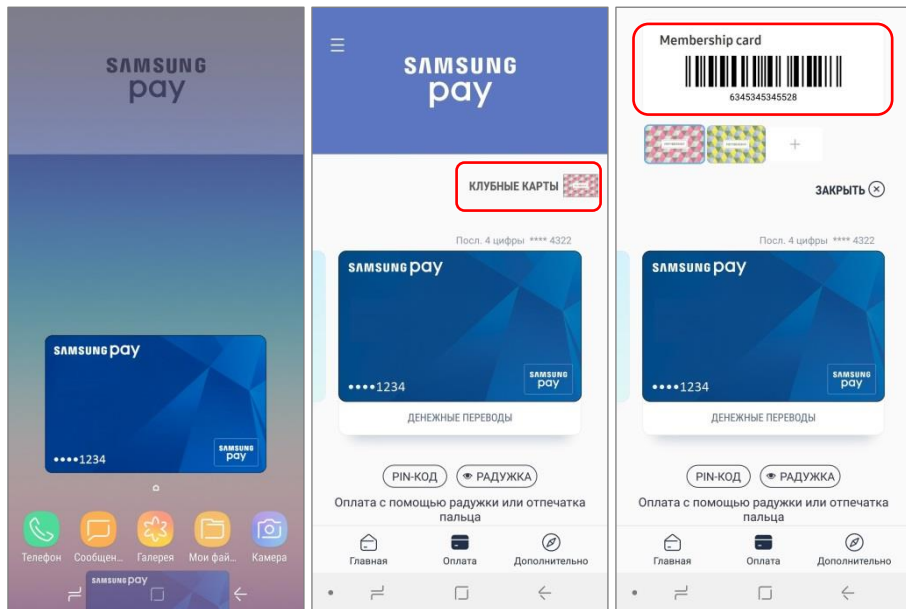 SAMSUNG
pay
SAMSUNG pay
••••1234
SAMSUNG
pay
Телефон
Сообщен...
Галерея
Мои фай...
Камера
SAMSUNG pay
SAMSUNG
pay
КЛУБНЫЕ КАРТЫ
Посл. 4 цифры **** 4322
SAMSUNG pay
••••1234
SAMSUNG
pay
ДЕНЕЖНЫЕ ПЕРЕВОДЫ
PIN-КОД
РАДУЖКА
Оплата с помощью радужки или отпечатка
пальца
Главная
Оплата
Дополнительно
Membership card
6345345345528
+
ЗАКРЫТЬ
Посл. 4 цифры **** 4322
SAMSUNG pay
••••1234
SAMSUNG
pay
ДЕНЕЖНЫЕ ПЕРЕВОДЫ
PIN-КОД
РАДУЖКА
Оплата с помощью радужки или отпечатка
пальца
Главная
Оплата
Дополнительно